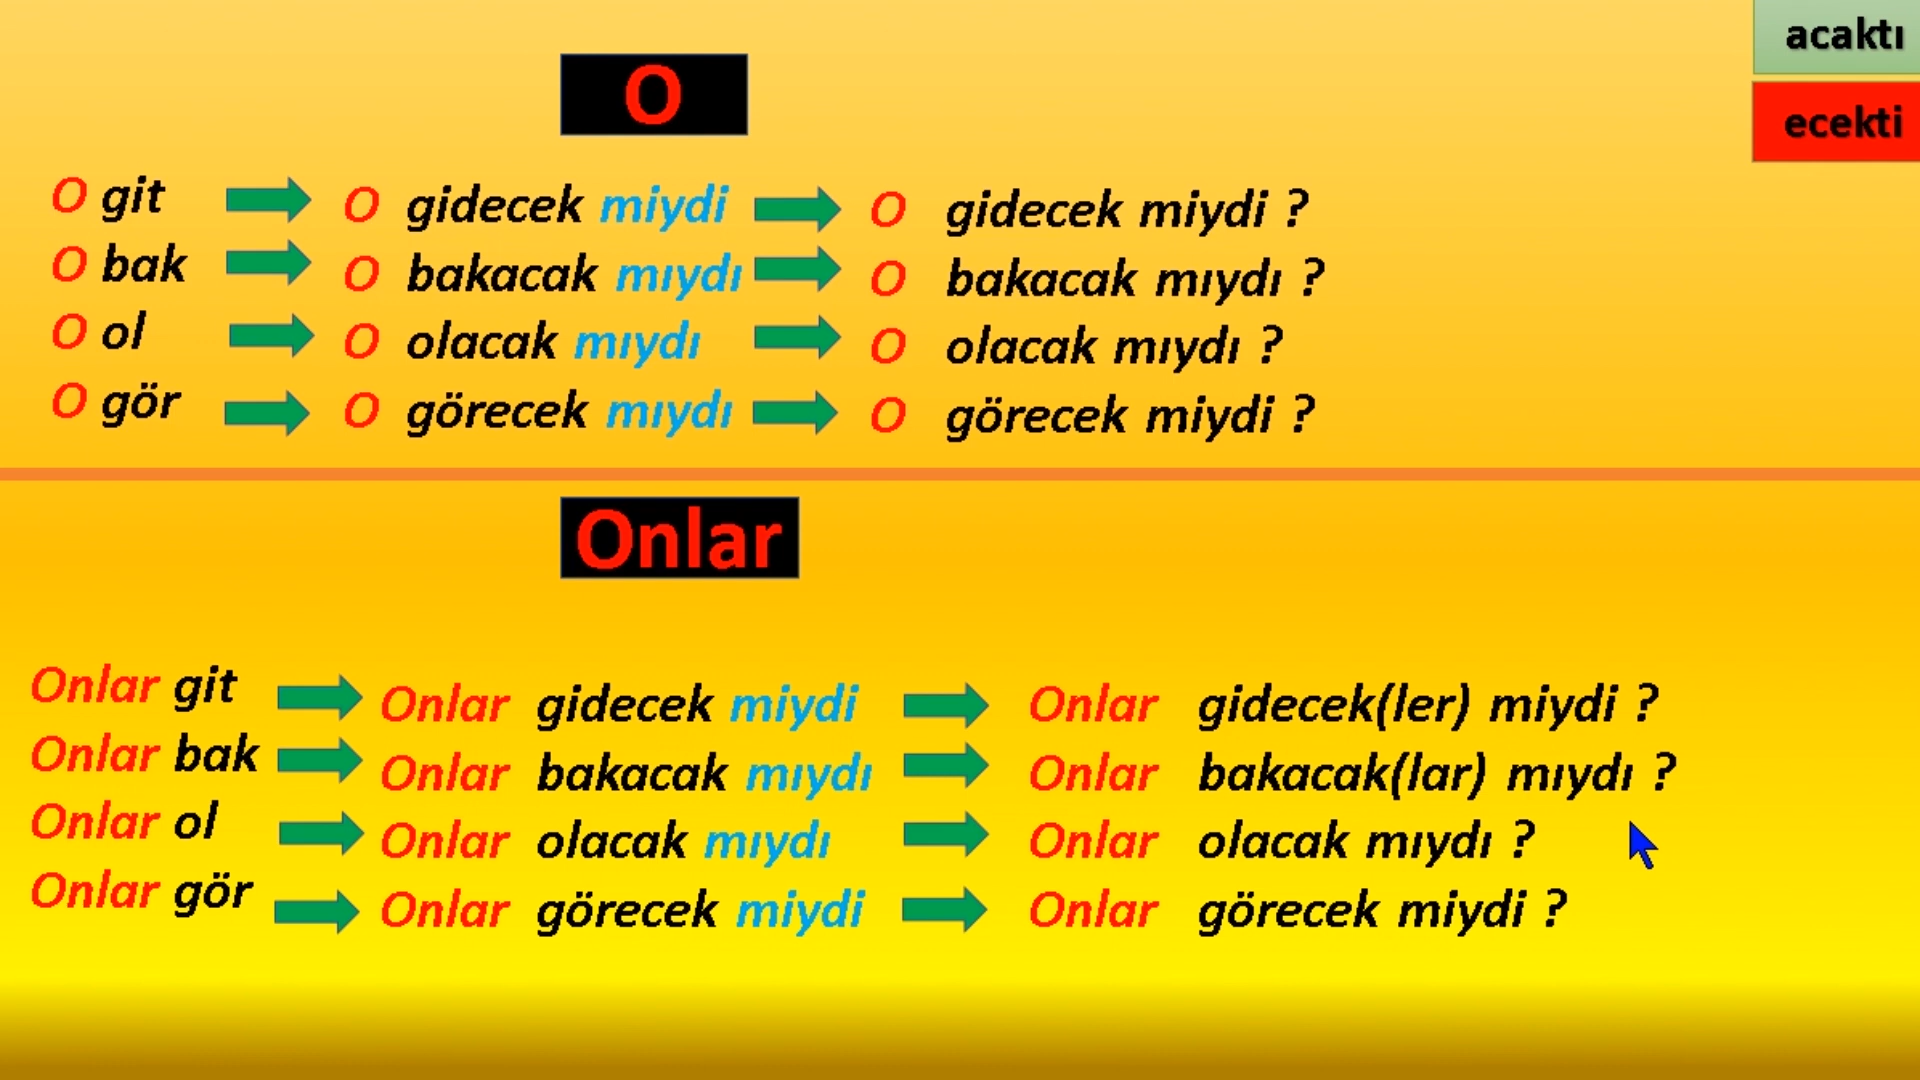 acaktı
O
ecekti
O git O gidecek miydi O gidecek miydi ?
O bak O bakacak mıydı O bakacak mıydı ?
O ol O olacak mıydı O olacak mıydı ?
O gör O görecek mıydı O görecek miydi ?
Onlar
Onlar git Onlar gidecek miydi Onlar gidecek(ler) miydi ?
Onlar bak Onlar bakacak mıydı Onlar bakacak(lar) mıydı ?
Onlar ol Onlar olacak mıydı Onlar olacak mıydı ?
Onlar gör Onlar görecek miydi Onlar görecek miydi ?